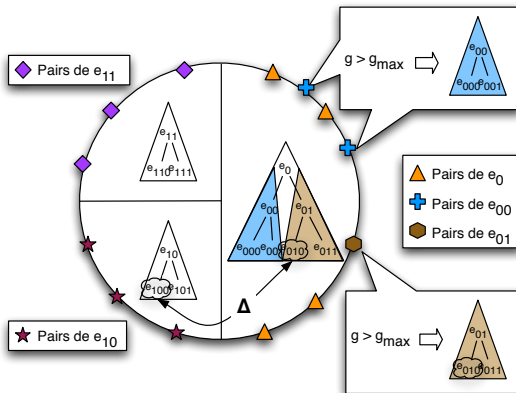 Pairs de e11
g > gmax
e00
e000 e001
e11
e110 e111
e0
e00
e01
e000 e00
e010
e011
Pairs de e0
Pairs de e00
Pairs de e01
e10
e100 e101
Δ
Pairs de e10
g > gmax
e01
e010 e011